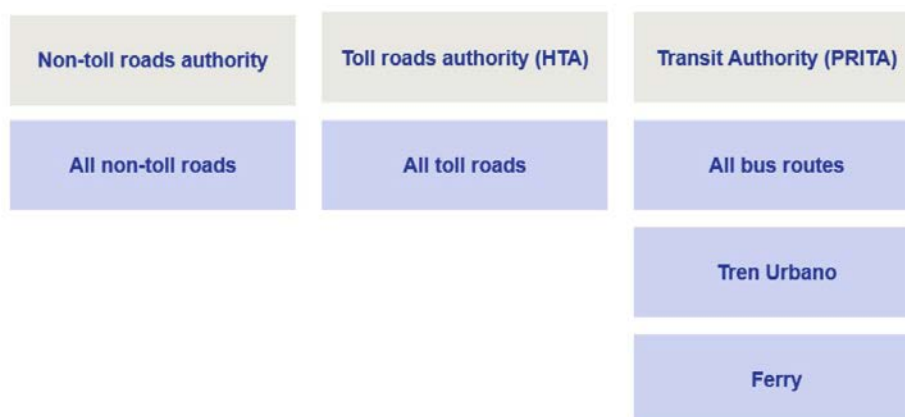 Non-toll roads authority
Toll roads authority (HTA)
Transit Authority (PRITA)
All non-toll roads
All toll roads
All bus routes
Tren Urbano
Ferry